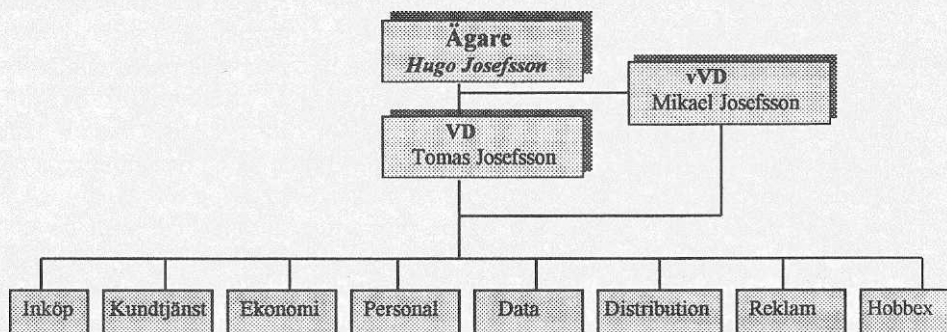 Ägare
Hugo Josefsson
vVD
Mikael Josefsson
VD
Tomas Josefsson
Inköp
Kundtjänst
Ekonomi
Personal
Data
Distribution
Reklam
Hobbex